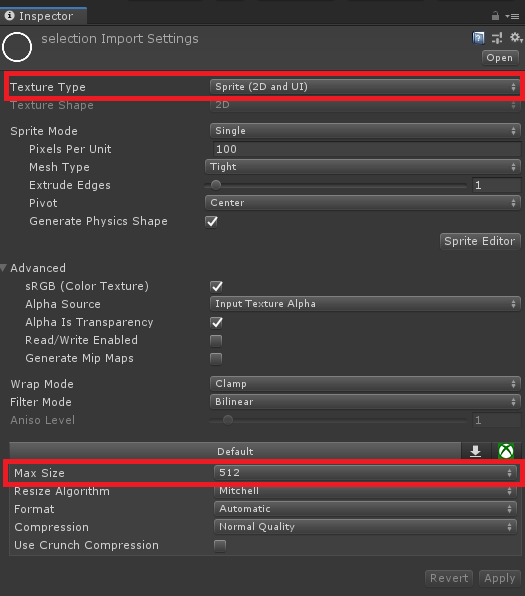 Inspector
selection Import Settings
Open
Texture Type Sprite (2D and UI)
Texture Shape 2D
Sprite Mode Single
Pixels Per Unit 100
Mesh Type Tight
Extrude Edges 1
Pivot Center
Generate Physics Shape
Sprite Editor
Advanced
sRGB (Color Texture)
Alpha Source Input Texture Alpha
Alpha Is Transparency
Read/Write Enabled
Generate Mip Maps
Wrap Mode Clamp
Filter Mode Bilinear
Aniso Level 1
Default
Max Size 512
Resize Algorithm Mitchell
Format Automatic
Compression Normal Quality
Use Crunch Compression
Revert Apply